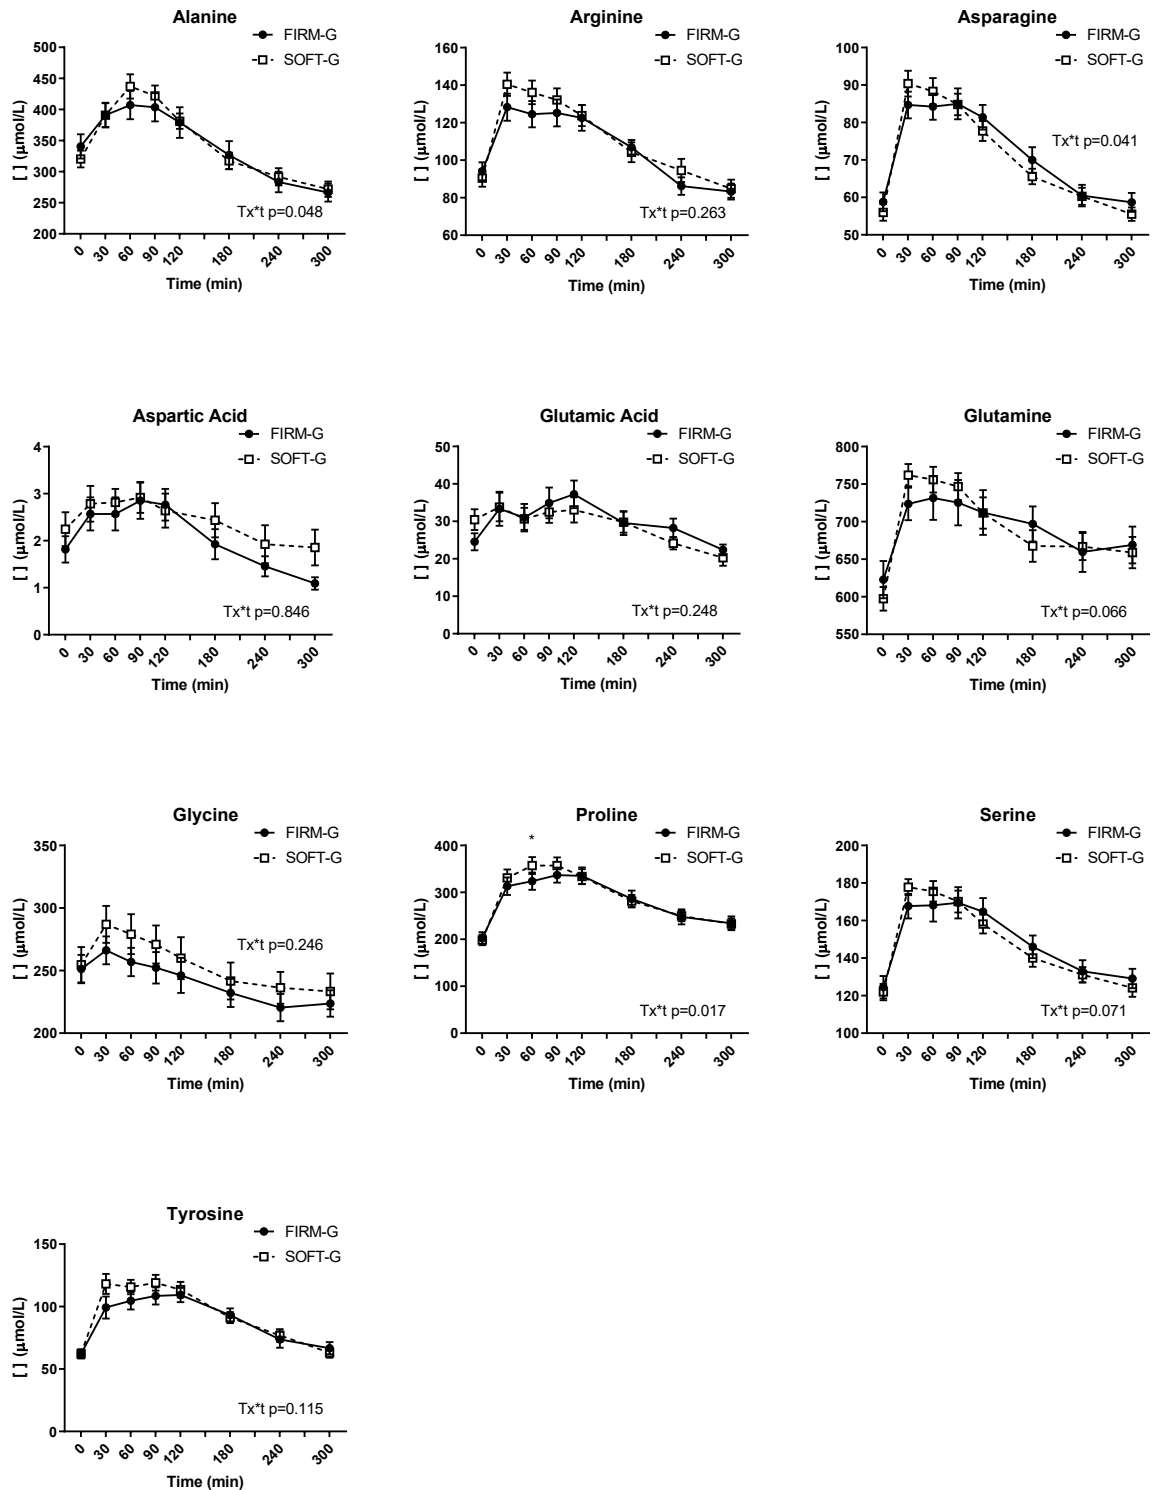 Alanine
FIRM-G
SOFT-G
500
450
400
350
300
250
200
[ ] (μmol/L)
Tx*t p=0.048
0 30 60 90 120 180 240 300
Time (min)
Arginine
FIRM-G
SOFT-G
160
140
120
100
80
60
[ ] (μmol/L)
Tx*t p=0.263
0 30 60 90 120 180 240 300
Time (min)
Asparagine
FIRM-G
SOFT-G
100
90
80
70
60
50
[ ] (μmol/L)
Tx*t p=0.041
0 30 60 90 120 180 240 300
Time (min)
Aspartic Acid
FIRM-G
SOFT-G
4
3
2
1
0
[ ] (μmol/L)
Tx*t p=0.846
0 30 60 90 120 180 240 300
Time (min)
Glutamic Acid
FIRM-G
SOFT-G
50
40
30
20
10
0
[ ] (μmol/L)
Tx*t p=0.248
0 30 60 90 120 180 240 300
Time (min)
Glutamine
FIRM-G
SOFT-G
800
750
700
650
600
550
[ ] (μmol/L)
Tx*t p=0.066
0 30 60 90 120 180 240 300
Time (min)
Glycine
FIRM-G
SOFT-G
350
300
250
200
[ ] (μmol/L)
Tx*t p=0.246
0 30 60 90 120 180 240 300
Time (min)
Proline
FIRM-G
SOFT-G
*
400
300
200
100
0
[ ] (μmol/L)
Tx*t p=0.017
0 30 60 90 120 180 240 300
Time (min)
Serine
FIRM-G
SOFT-G
200
180
160
140
120
100
[ ] (μmol/L)
Tx*t p=0.071
0 30 60 90 120 180 240 300
Time (min)
Tyrosine
FIRM-G
SOFT-G
150
100
50
0
[ ] (μmol/L)
Tx*t p=0.115
0 30 60 90 120 180 240 300
Time (min)